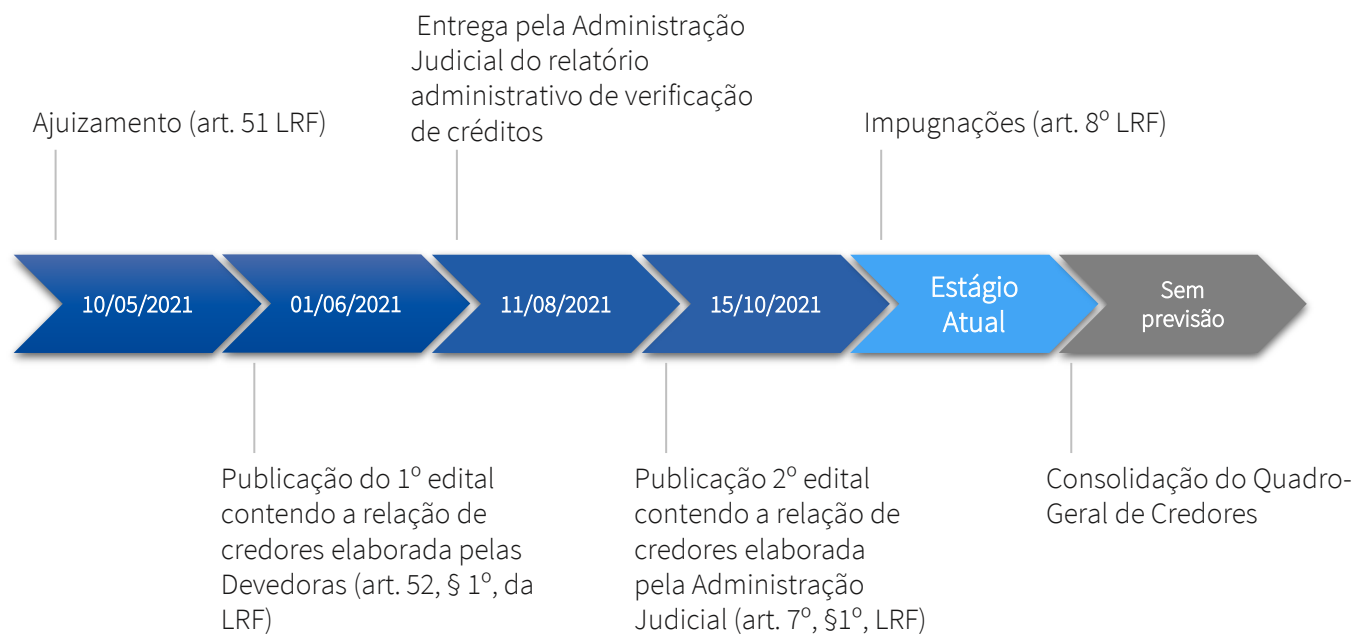 Entrega pela Administração
Judicial do relatório
administrativo de verificação
de créditos
Ajuizamento (art. 51 LRF)
Impugnações (art. 8º LRF)
10/05/2021
01/06/2021
11/08/2021
15/10/2021
Estágio
Atual
Sem
previsão
Publicação do 1º edital
contendo a relação de
credores elaborada pelas
Devedoras (art. 52, § 1º, da
LRF)
Publicação 2º edital
contendo a relação de
credores elaborada
pela Administração
Judicial (art. 7º, §1º, LRF)
Consolidação do Quadro-
Geral de Credores